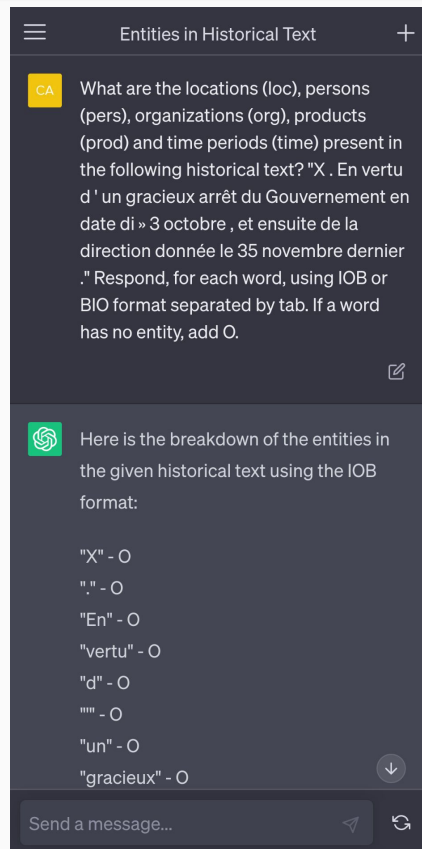 Entities in Historical Text
CA
What are the locations (loc), persons
(pers), organizations (org), products
(prod) and time periods (time) present in
the following historical text? "X . En vertu
d ' un gracieux arrêt du Gouvernement en
date di » 3 octobre , et ensuite de la
direction donnée le 35 novembre dernier
." Respond, for each word, using IOB or
BIO format separated by tab. If a word
has no entity, add O.
Here is the breakdown of the entities in
the given historical text using the IOB
format:
"X" - O
"." - O
"En" - O
"vertu" - O
"d" - O
"'" - O
"un" - O
"gracieux" - O
Send a message...